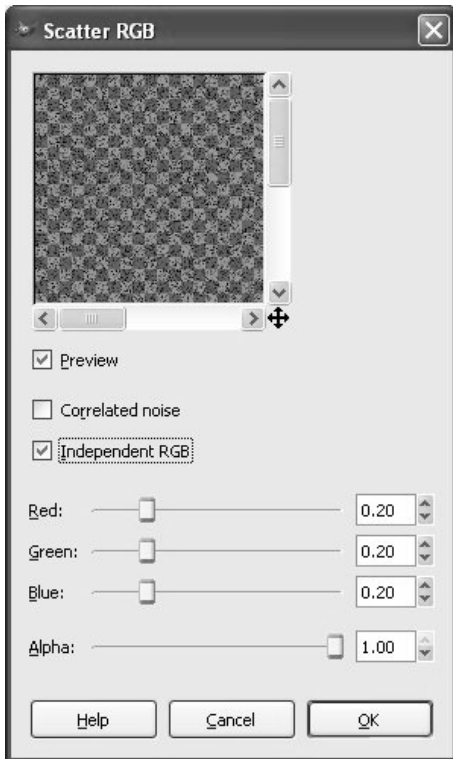 Scatter RGB
Preview
Correlated noise
Independent RGB
Red: 0.20
Green: 0.20
Blue: 0.20
Alpha: 1.00
Help Cancel OK